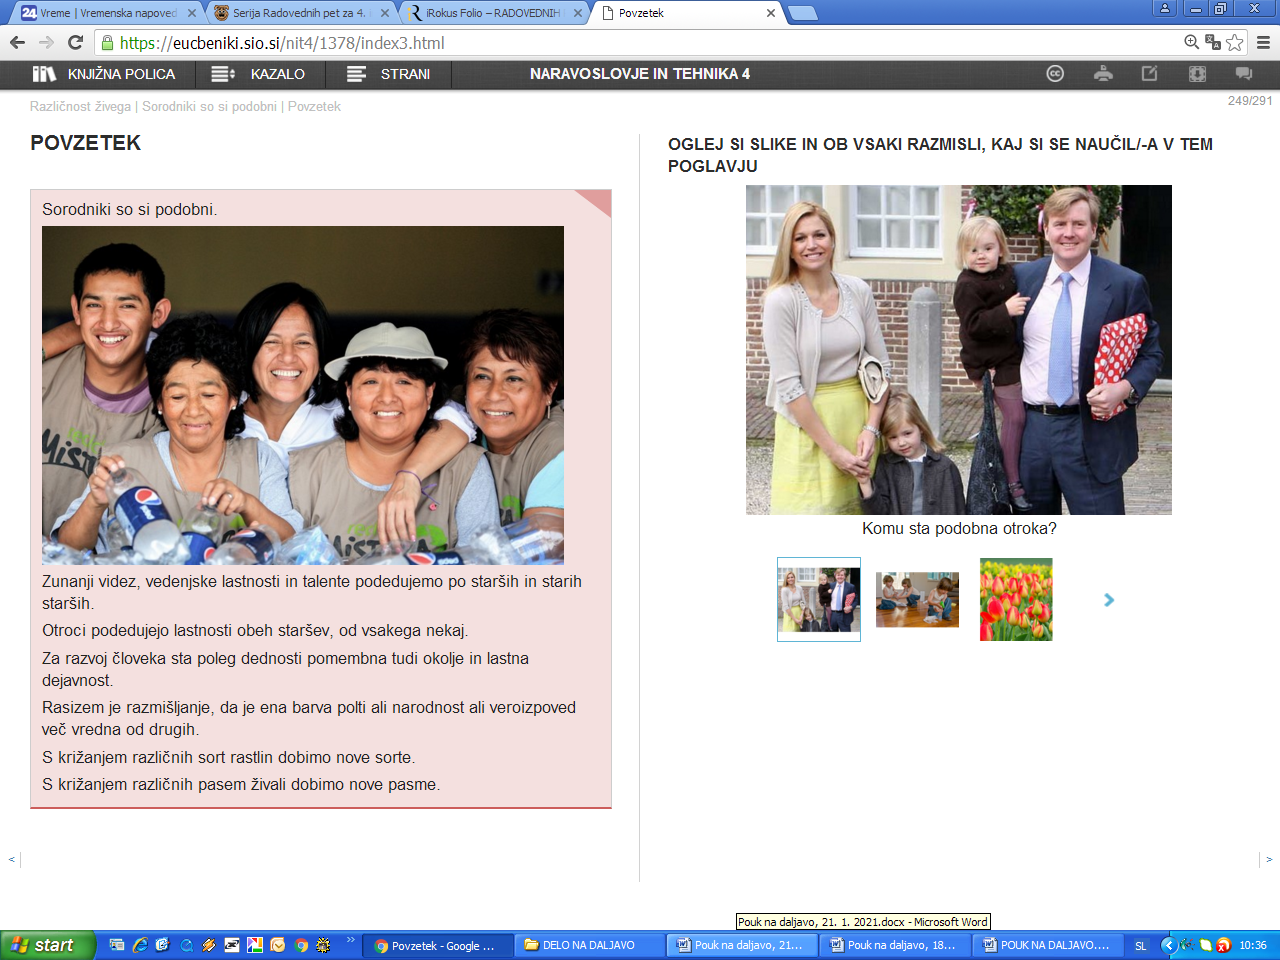 Vreme | Vremenska napoved
Serija Radovednih pet za 4.
iRokus Folio – RADOVEDNIH
Povzetek
https://eucbeniki.sio.si/nit4/1378/index3.html
KNJIŽNA POLICA
KAZALO
STRANI
NARAVOSLOVJE IN TEHNIKA 4
Različnost živega | Sorodniki so si podobni | Povzetek
249/291
POVZETEK
Sorodniki so si podobni.
Zunanji videz, vedenjske lastnosti in talente podedujemo po starših in starih
starših.
Otroci podedujejo lastnosti obeh staršev, od vsakega nekaj.
Za razvoj človeka sta poleg dednosti pomembna tudi okolje in lastna
dejavnost.
Rasizem je razmišljanje, da je ena barva polti ali narodnost ali veroizpoved
več vredna od drugih.
S križanjem različnih sort rastlin dobimo nove sorte.
S križanjem različnih pasem živali dobimo nove pasme.
OGLEJ SI SLIKE IN OB VSAKI RAZMISLI, KAJ SI SE NAUČIL/-A V TEM
POGLAVJU
Komu sta podobna otroka?
<
>
Pouk na daljavo, 21. 1. 2021.docx - Microsoft Word
start
Povzetek - Google ...
DELO NA DALJAVO
Pouk na daljavo, 21...
Pouk na daljavo, 18...
POUK NA DALJAVO....
SL
10:36